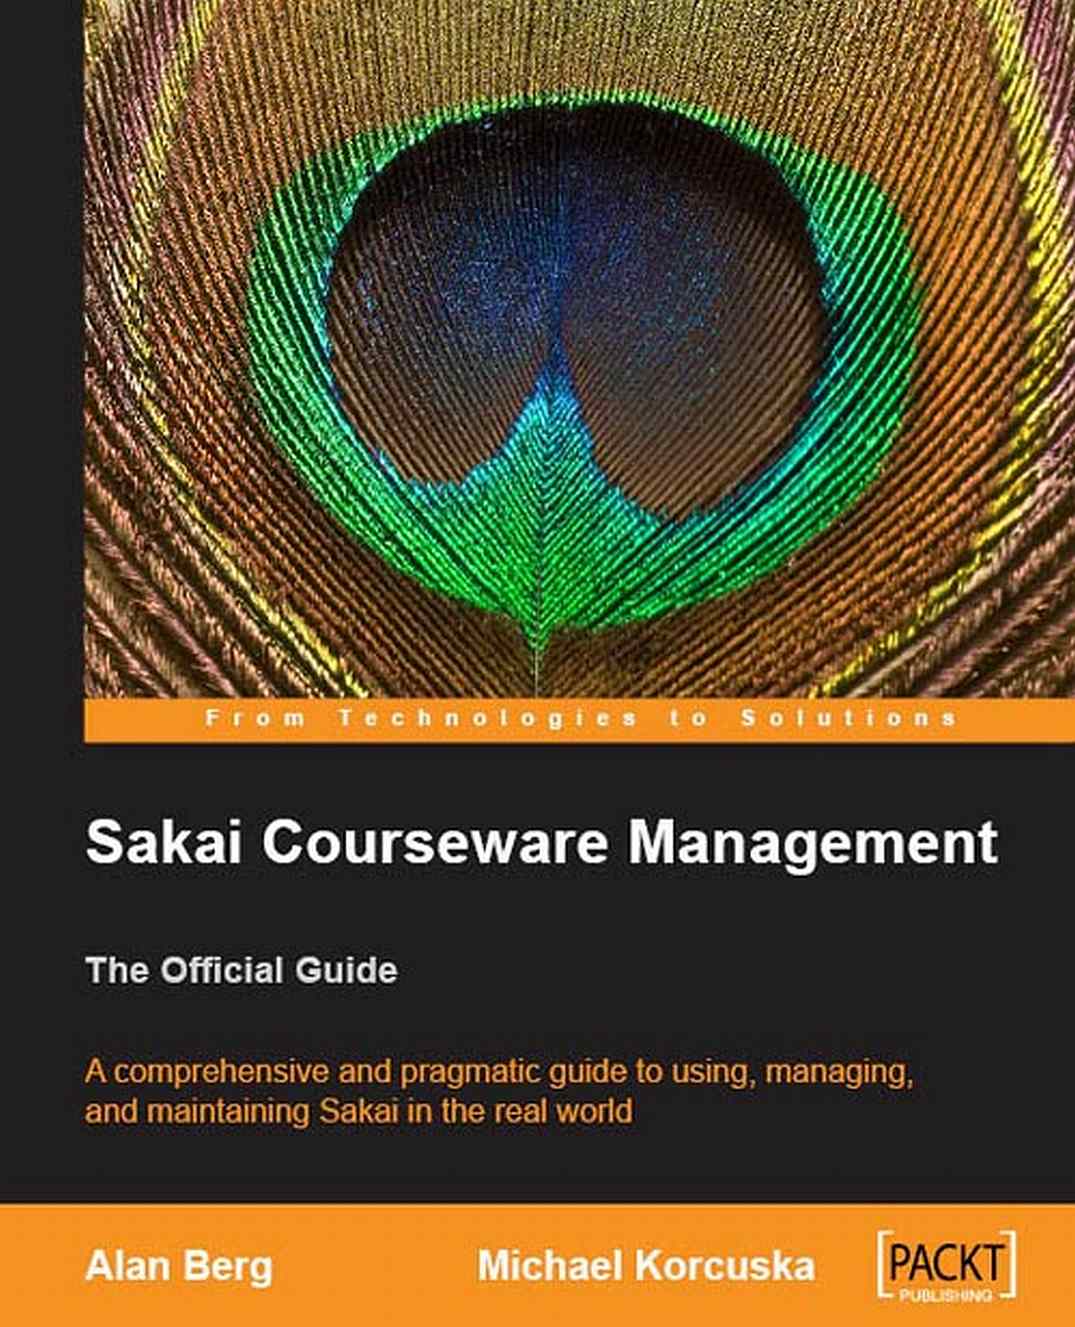 From Technologies to Solutions
Sakai Courseware Management
The Official Guide
A comprehensive and pragmatic guide to using, managing,
and maintaining Sakai in the real world
Alan Berg Michael Korcuska [PACKT]
PUBLISHING